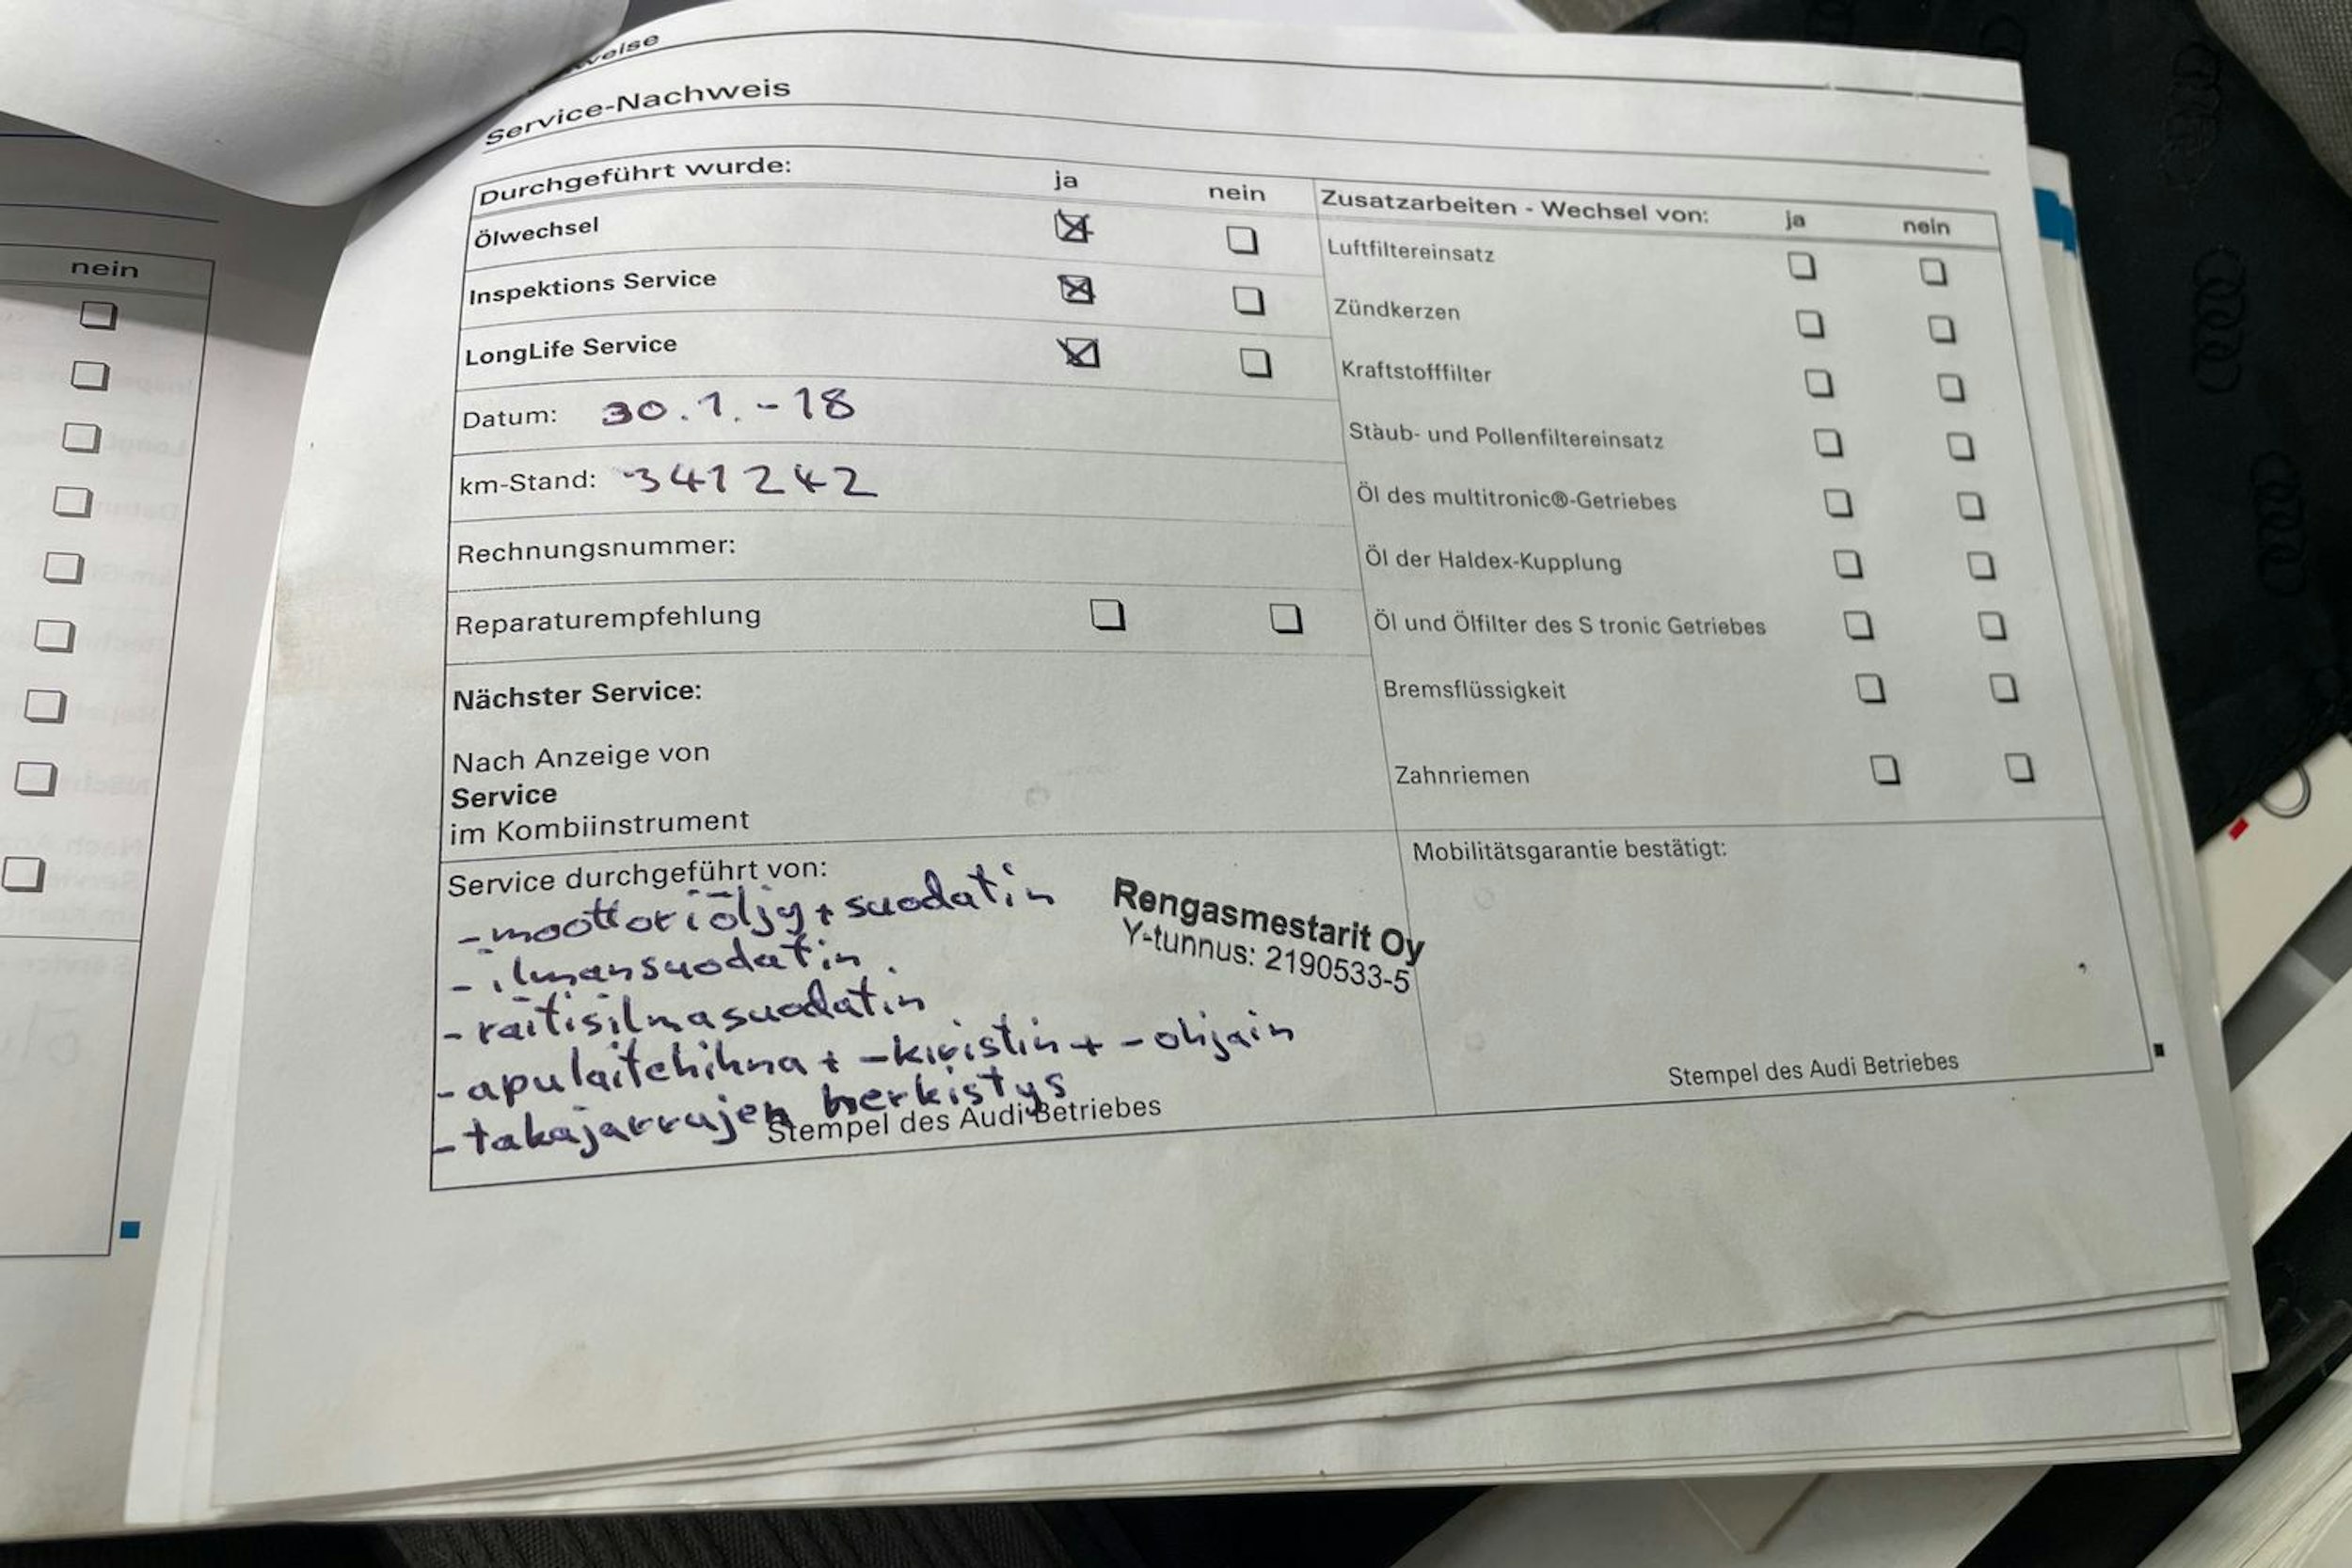 weise
Service-Nachweis
nein
Durchgeführt wurde: ja nein
Ölwechsel
Inspektions Service
LongLife Service
Datum: 30.1.-18
km-Stand: 341242
Rechnungsnummer:
Reparaturempfehlung
Nächster Service:
Nach Anzeige von
Service
im Kombiinstrument
Zusatzarbeiten - Wechsel von: ja nein
Luftfiltereinsatz
Zündkerzen
Kraftstofffilter
Staub- und Pollenfiltereinsatz
Öl des multitronic®-Getriebes
Öl der Haldex-Kupplung
Öl und Ölfilter des S tronic Getriebes
Bremsflüssigkeit
Zahnriemen
Service durchgeführt von:
- moottoriöljy + suodatin
- ilmansuodatin
- raitisilmasuodatin
- apulaitehihna + -kiristin + -ohjain
- takajarrujen herkistys
Rengasmestarit Oy
Y-tunnus: 2190533-5
Stempel des Audi Betriebes
Mobilitätsgarantie bestätigt:
Stempel des Audi Betriebes